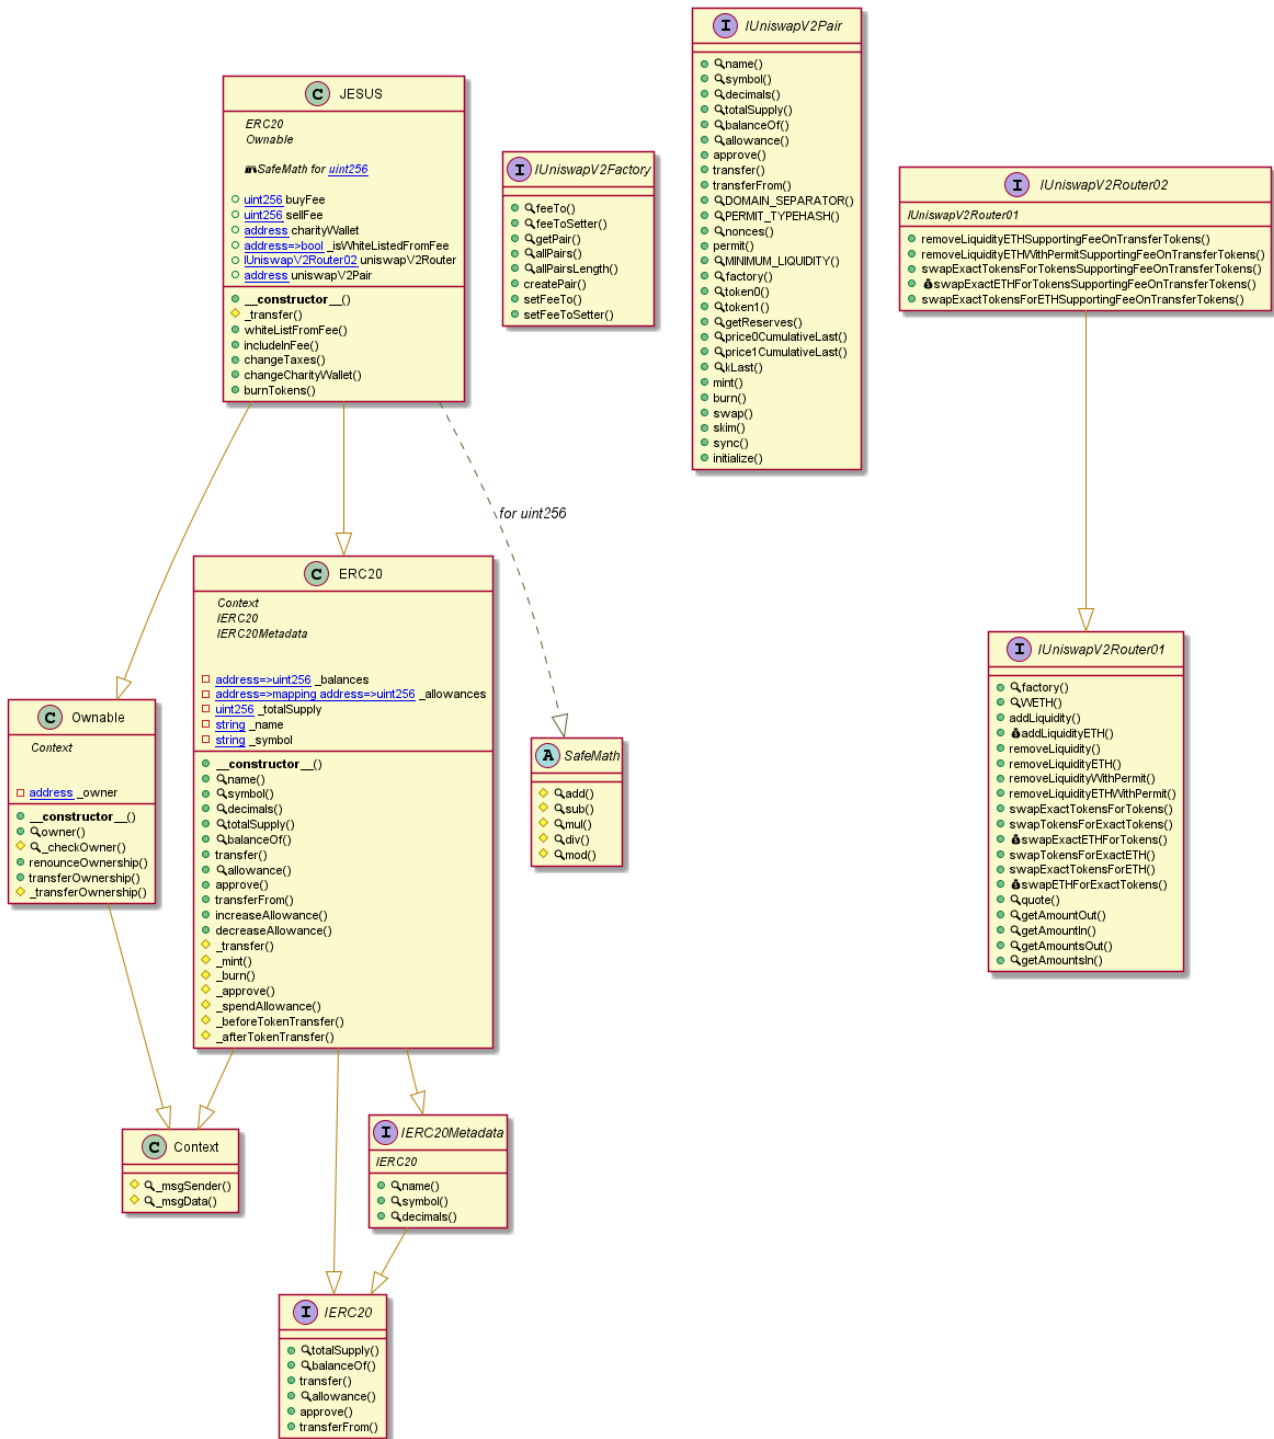 C JESUS
ERC20
Ownable
SafeMath for uint256
uint256 buyFee
uint256 sellFee
address charityWallet
address=>bool _isWhiteListedFromFee
IUniswapV2Router02 uniswapV2Router
address uniswapV2Pair
__constructor__()
_transfer()
whiteListFromFee()
includeInFee()
changeTaxes()
changeCharityWallet()
burnTokens()
I IUniswapV2Factory
feeTo()
feeToSetter()
getPair()
allPairs()
allPairsLength()
createPair()
setFeeTo()
setFeeToSetter()
I IUniswapV2Pair
name()
symbol()
decimals()
totalSupply()
balanceOf()
allowance()
approve()
transfer()
transferFrom()
DOMAIN_SEPARATOR()
PERMIT_TYPEHASH()
nonces()
permit()
MINIMUM_LIQUIDITY()
factory()
token0()
token1()
getReserves()
price0CumulativeLast()
price1CumulativeLast()
kLast()
mint()
burn()
swap()
skim()
sync()
initialize()
I IUniswapV2Router02
IUniswapV2Router01
removeLiquidityETHSupportingFeeOnTransferTokens()
removeLiquidityETHWithPermitSupportingFeeOnTransferTokens()
swapExactTokensForTokensSupportingFeeOnTransferTokens()
swapExactETHForTokensSupportingFeeOnTransferTokens()
swapExactTokensForETHSupportingFeeOnTransferTokens()
for uint256
C Ownable
Context
address _owner
__constructor__()
owner()
_checkOwner()
renounceOwnership()
transferOwnership()
_transferOwnership()
C ERC20
Context
IERC20
IERC20Metadata
address=>uint256 _balances
address=>mapping address=>uint256 _allowances
uint256 _totalSupply
string _name
string _symbol
__constructor__()
name()
symbol()
decimals()
totalSupply()
balanceOf()
transfer()
allowance()
approve()
transferFrom()
increaseAllowance()
decreaseAllowance()
_transfer()
_mint()
_burn()
_approve()
_spendAllowance()
_beforeTokenTransfer()
_afterTokenTransfer()
A SafeMath
add()
sub()
mul()
div()
mod()
I IUniswapV2Router01
factory()
WETH()
addLiquidity()
addLiquidityETH()
removeLiquidity()
removeLiquidityETH()
removeLiquidityWithPermit()
removeLiquidityETHWithPermit()
swapExactTokensForTokens()
swapTokensForExactTokens()
swapExactETHForTokens()
swapTokensForExactETH()
swapExactTokensForETH()
swapETHForExactTokens()
quote()
getAmountOut()
getAmountIn()
getAmountsOut()
getAmountsIn()
C Context
_msgSender()
_msgData()
I IERC20Metadata
IERC20
name()
symbol()
decimals()
I IERC20
totalSupply()
balanceOf()
transfer()
allowance()
approve()
transferFrom()